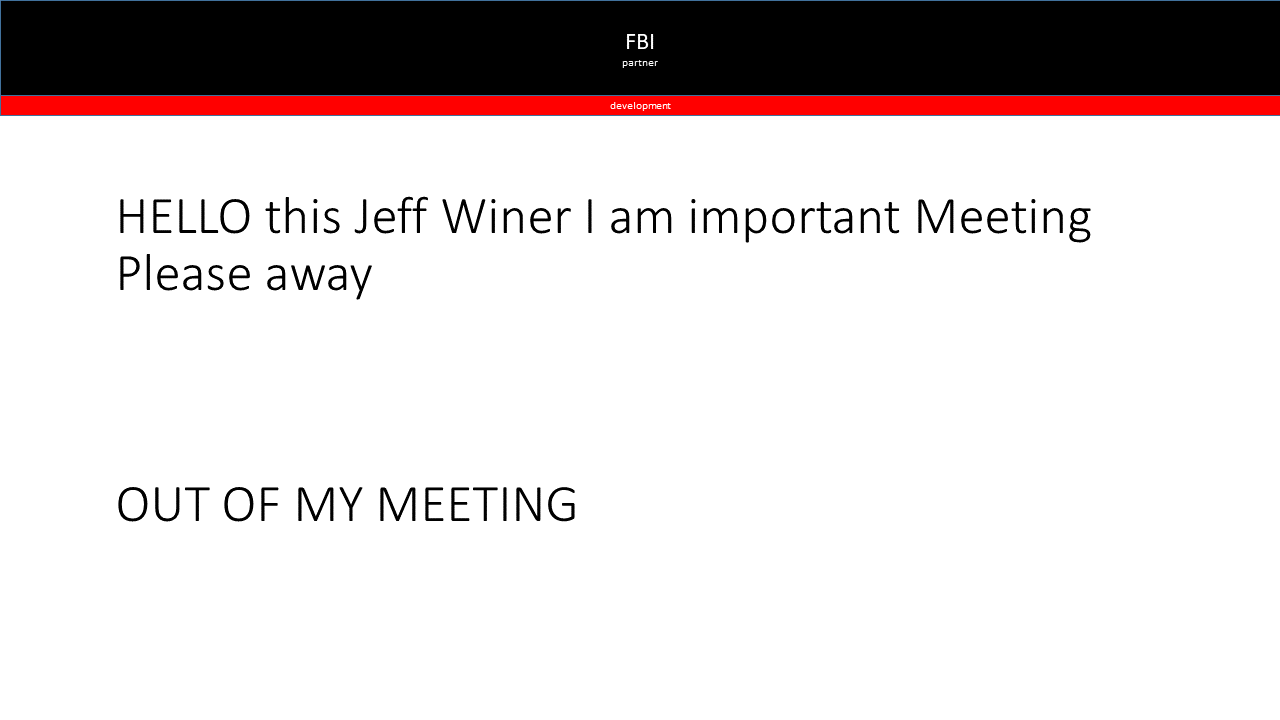 FBI
partner
development
HELLO this Jeff Winer I am important Meeting
Please away
OUT OF MY MEETING